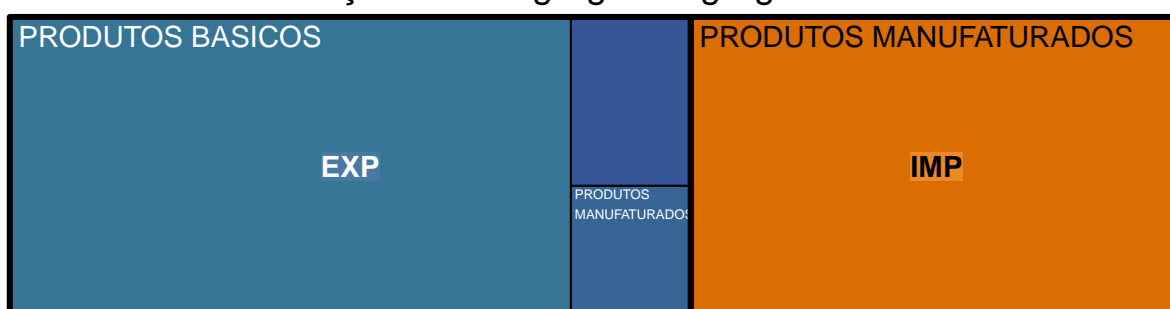 PRODUTOS BASICOS
PRODUTOS MANUFATURADOS
EXP
IMP
PRODUTOS
MANUFATURADOS